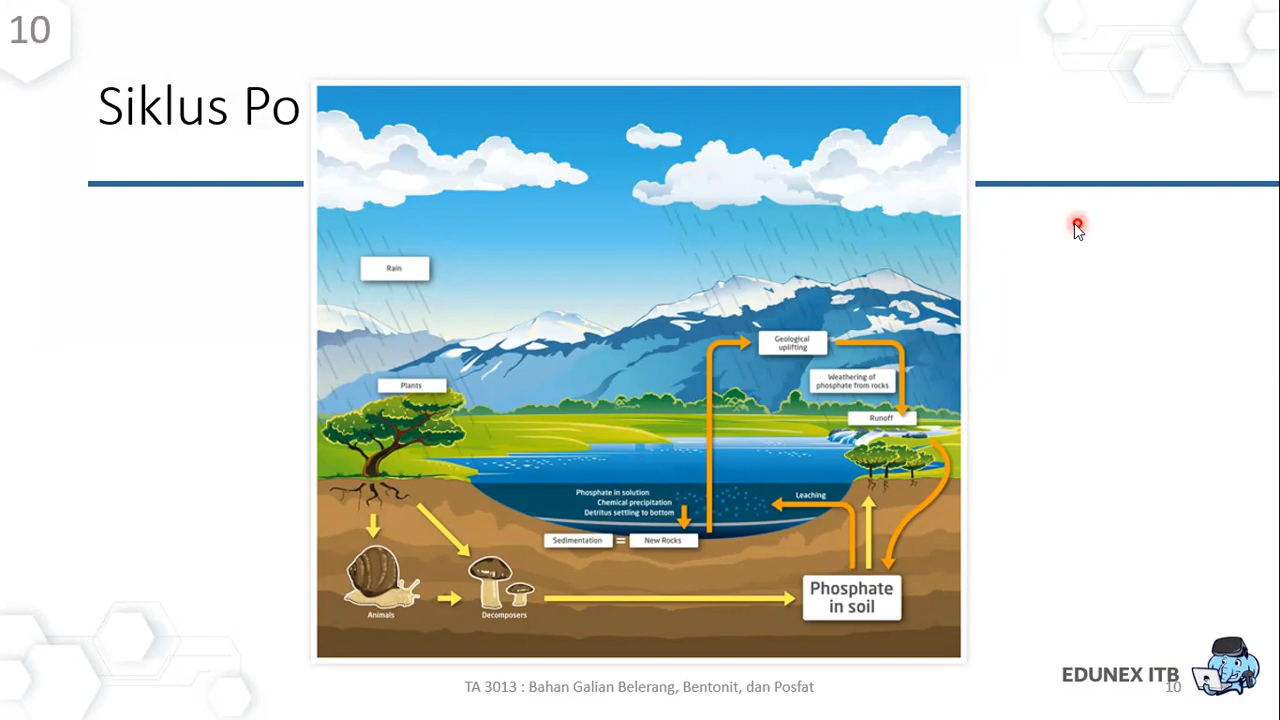 10
Siklus Po
Rain
Geological
uplifting
Weathering of
phosphate from rocks
Plants
Runoff
Phosphate in solution
Chemical precipitation
Detritus settling to bottom
Leaching
Sedimentation = New Rocks
Phosphate
in soil
Animals
Decomposers
EDUNEX ITB
TA 3013 : Bahan Galian Belerang, Bentonit, dan Posfat
10